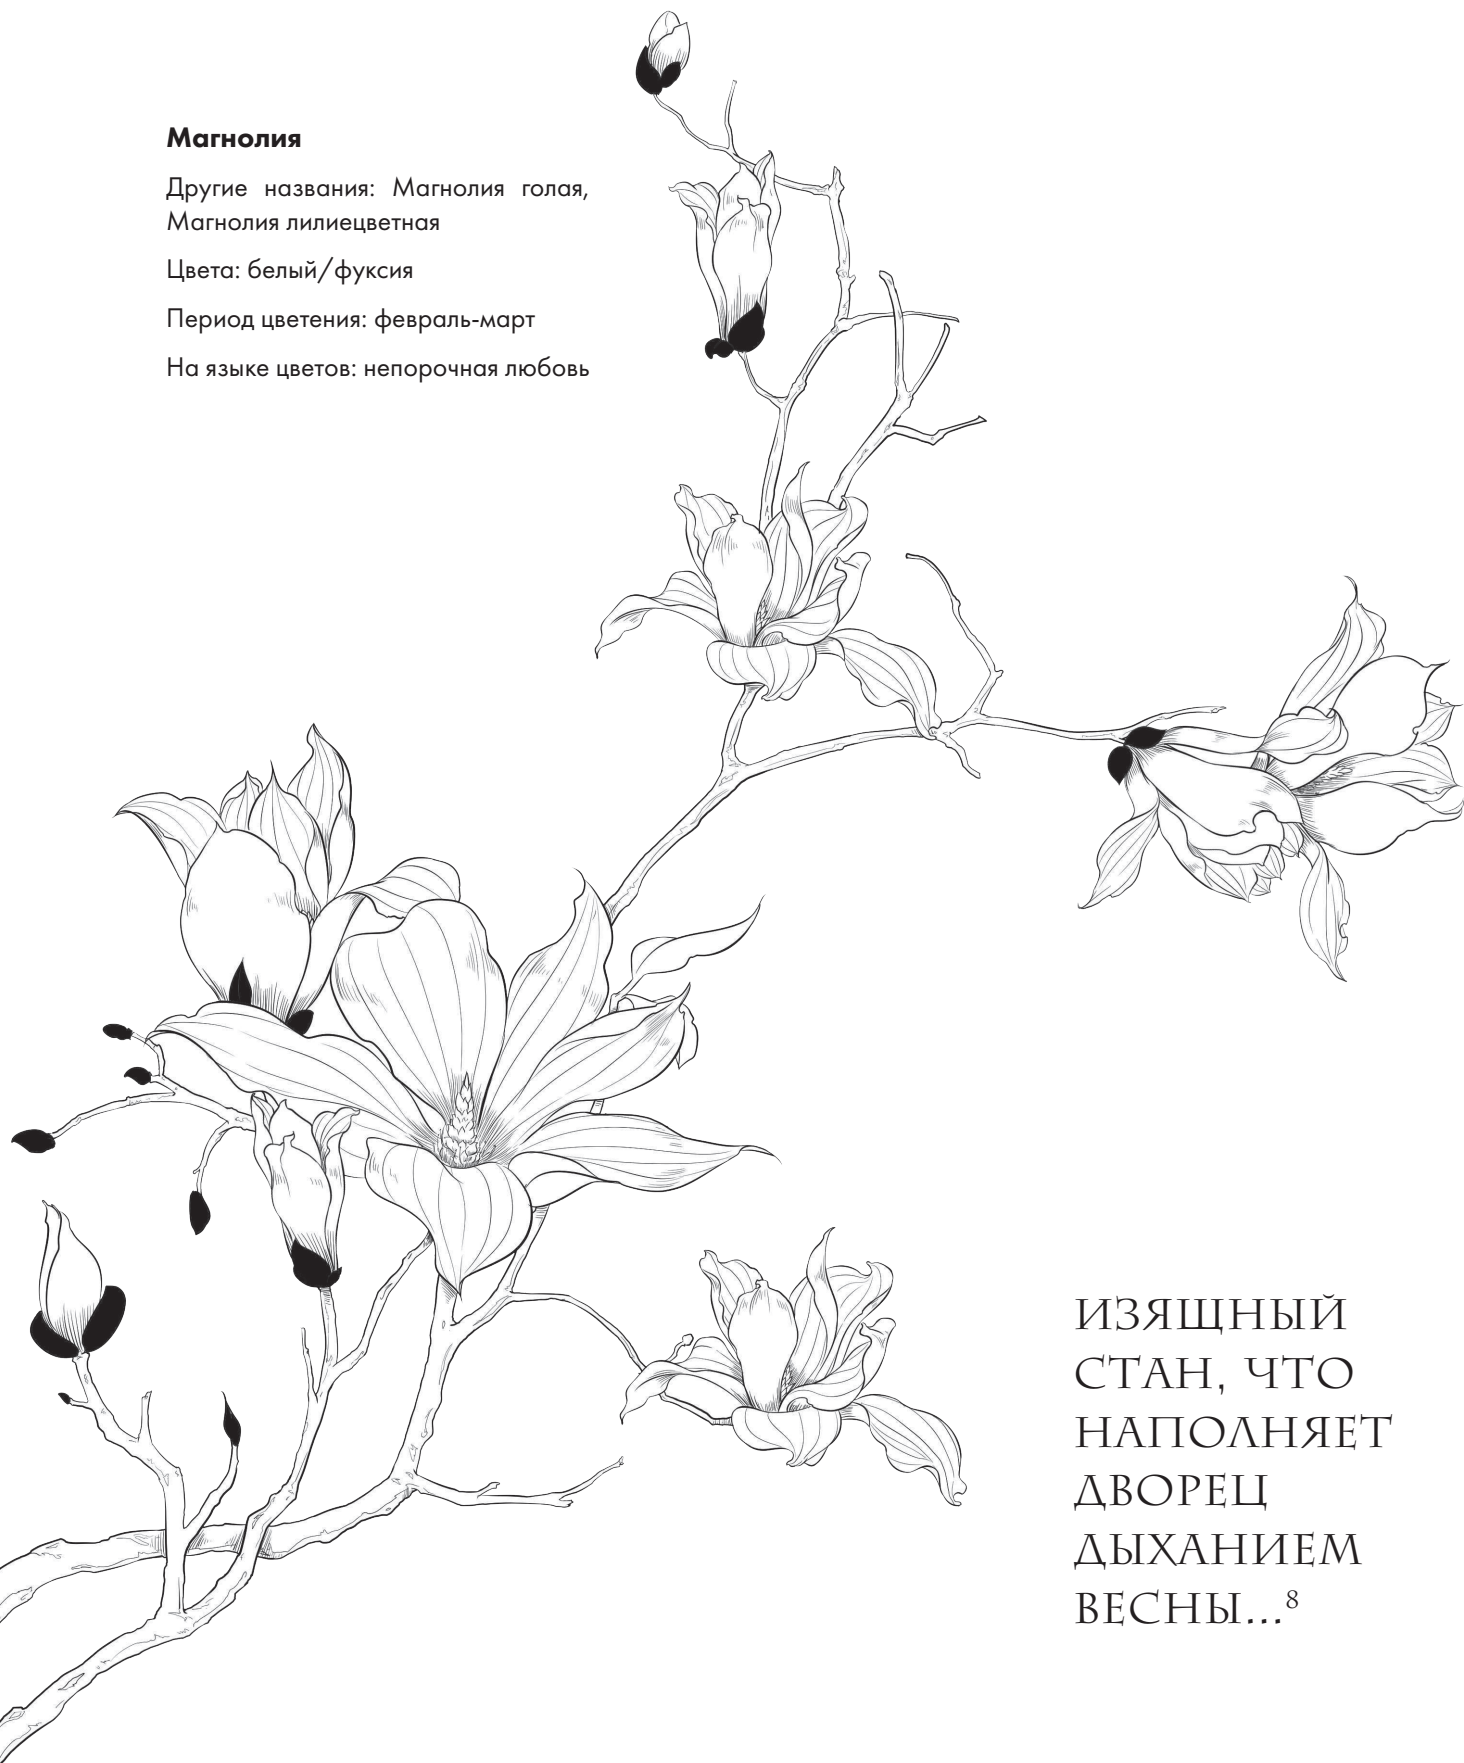 Магнолия
Другие названия: Магнолия голая,
Магнолия лилиецветная
Цвета: белый/фуксия
Период цветения: февраль-март
На языке цветов: непорочная любовь
ИЗЯЩНЫЙ
СТАН, ЧТО
НАПОЛНЯЕТ
ДВОРЕЦ
ДЫХАНИЕМ
ВЕСНЫ...⁸